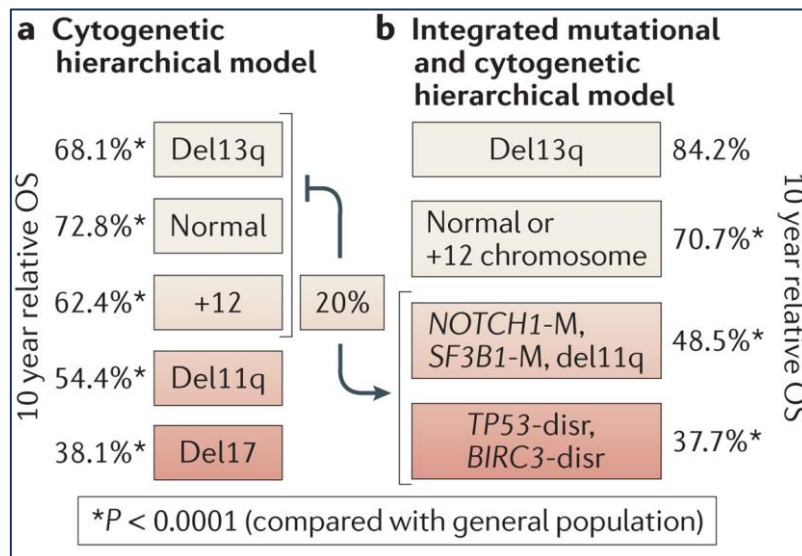 a Cytogenetic
hierarchical model
10 year relative OS
68.1%* Del13q
72.8%* Normal
62.4%* +12
54.4%* Del11q
38.1%* Del17
20%
b Integrated mutational
and cytogenetic
hierarchical model
Del13q 84.2%
Normal or
+12 chromosome 70.7%*
NOTCH1-M,
SF3B1-M, del11q 48.5%*
TP53-disr,
BIRC3-disr 37.7%*
10 year relative OS
*P < 0.0001 (compared with general population)